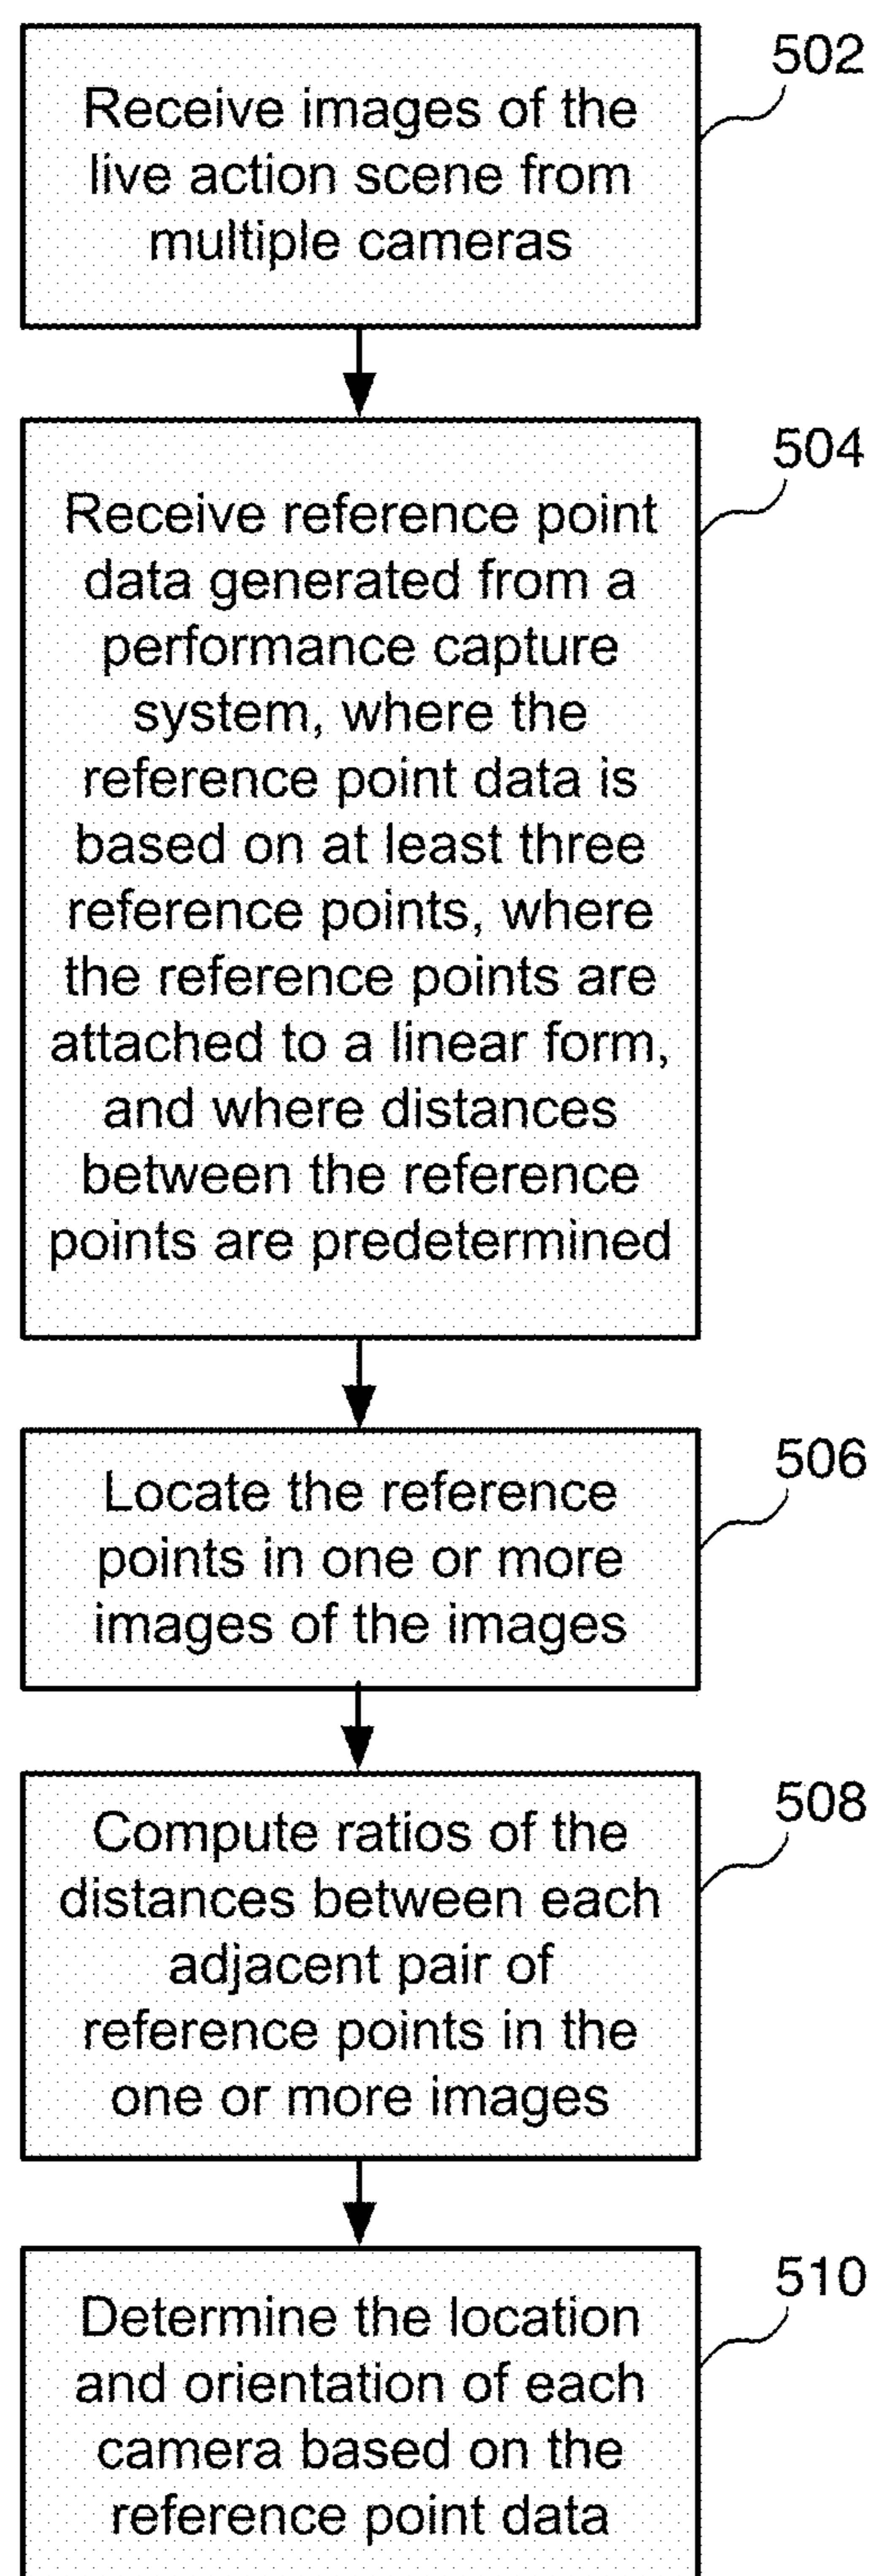 502
Receive images of the
live action scene from
multiple cameras
504
Receive reference point
data generated from a
performance capture
system, where the
reference point data is
based on at least three
reference points, where
the reference points are
attached to a linear form,
and where distances
between the reference
points are predetermined
506
Locate the reference
points in one or more
images of the images
508
Compute ratios of the
distances between each
adjacent pair of
reference points in the
one or more images
510
Determine the location
and orientation of each
camera based on the
reference point data